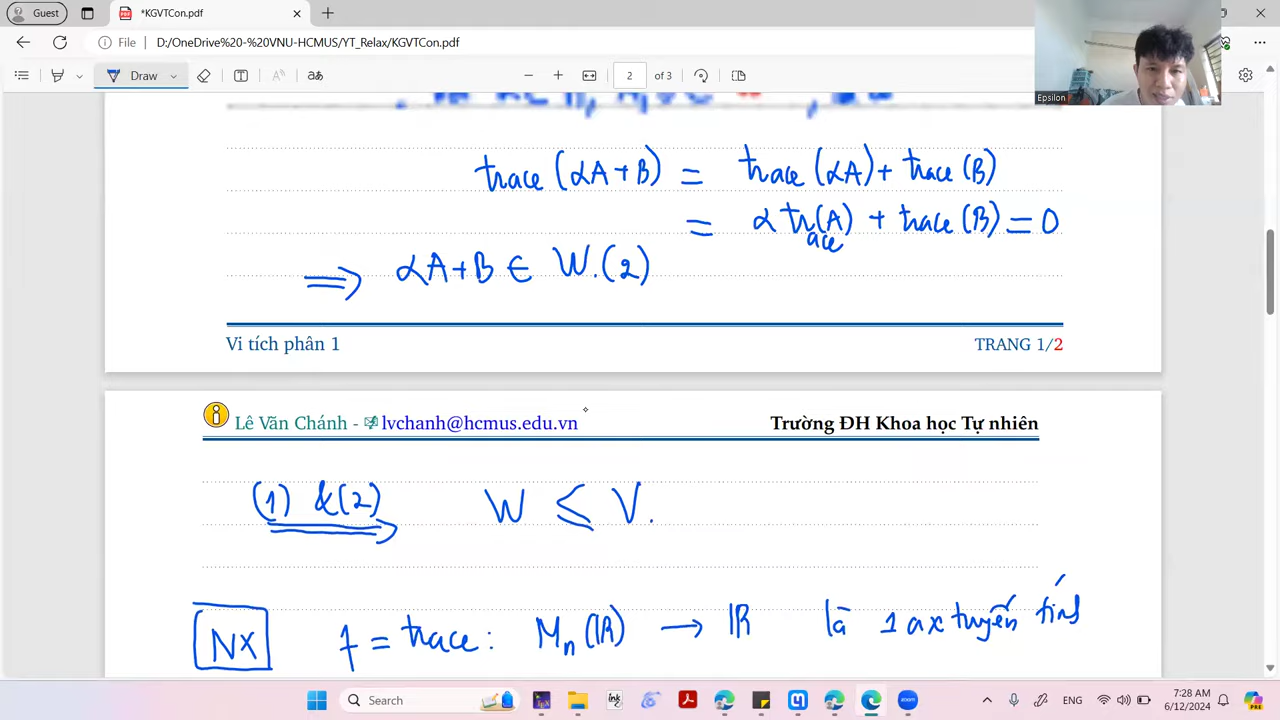 Guest
*KGVTCon.pdf
File
D:/OneDrive%20-%20VNU-HCMUS/YT_Relax/KGVTCon.pdf
Draw
2 of 3
Epsilon
trace (αA + B) = trace (αA) + trace (B)
= α trace(A) + trace (B) = 0
⟹ αA + B ∈ W. (2)
Vi tích phân 1
TRANG 1/2
Lê Văn Chánh - lvchanh@hcmus.edu.vn
Trường ĐH Khoa học Tự nhiên
(1) & (2) ⟹ W ≤ V.
NX f = trace: Mn(ℝ) → ℝ là 1 ax tuyến tính
Search
ENG
7:28 AM
6/12/2024